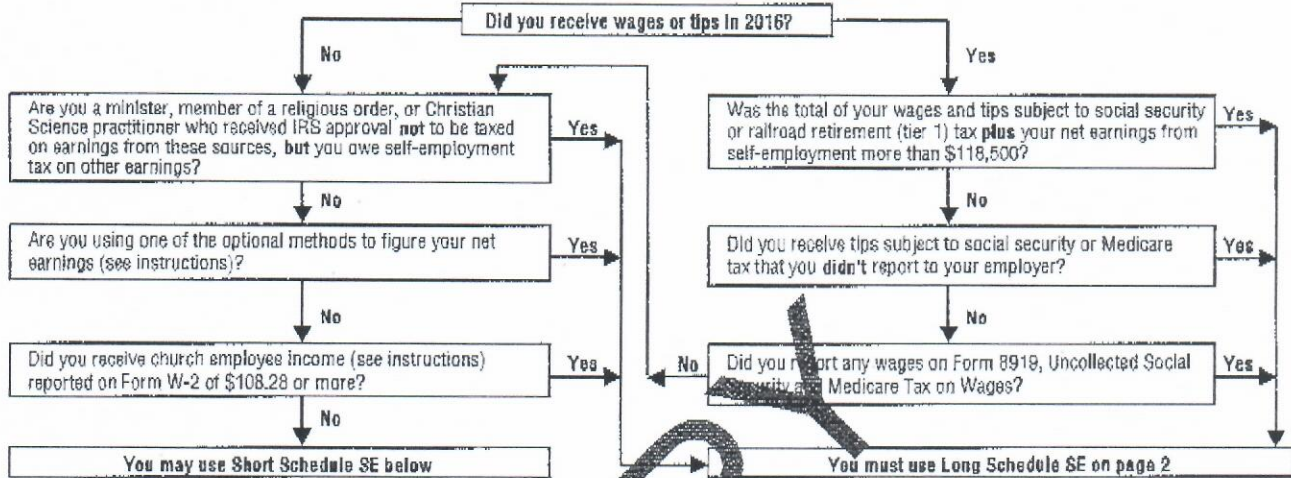 Did you receive wages or tips in 2016?
No
Yes
Are you a minister, member of a religious order, or Christian
Science practitioner who received IRS approval not to be taxed
on earnings from these sources, but you owe self-employment
tax on other earnings?
Yes
Was the total of your wages and tips subject to social security
or railroad retirement (tier 1) tax plus your net earnings from
self-employment more than $118,500?
Yes
No
No
Are you using one of the optional methods to figure your net
earnings (see instructions)?
Yes
Did you receive tips subject to social security or Medicare
tax that you didn't report to your employer?
Yes
No
No
Did you receive church employee income (see instructions)
reported on Form W-2 of $108.28 or more?
Yes
No
Did you report any wages on Form 8919, Uncollected Social
Medicare Tax on Wages?
Yes
No
You may use Short Schedule SE below
You must use Long Schedule SE on page 2